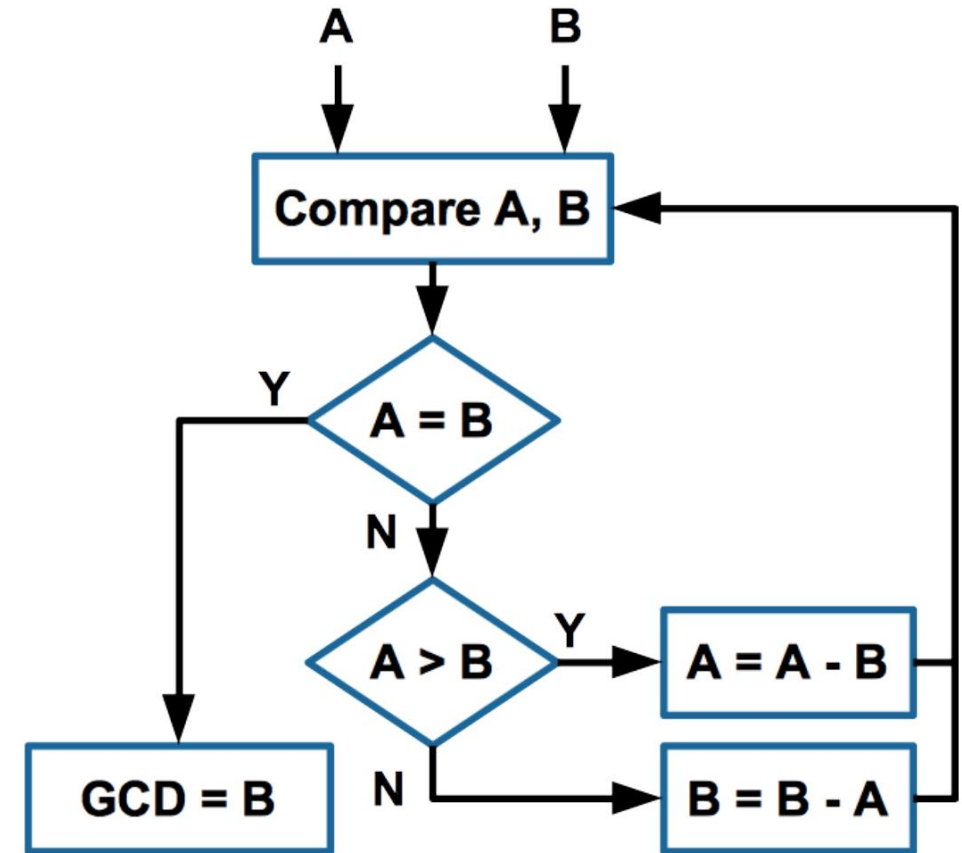 A
B
Compare A, B
Y
A = B
N
A > B
Y
A = A - B
GCD = B
N
B = B - A